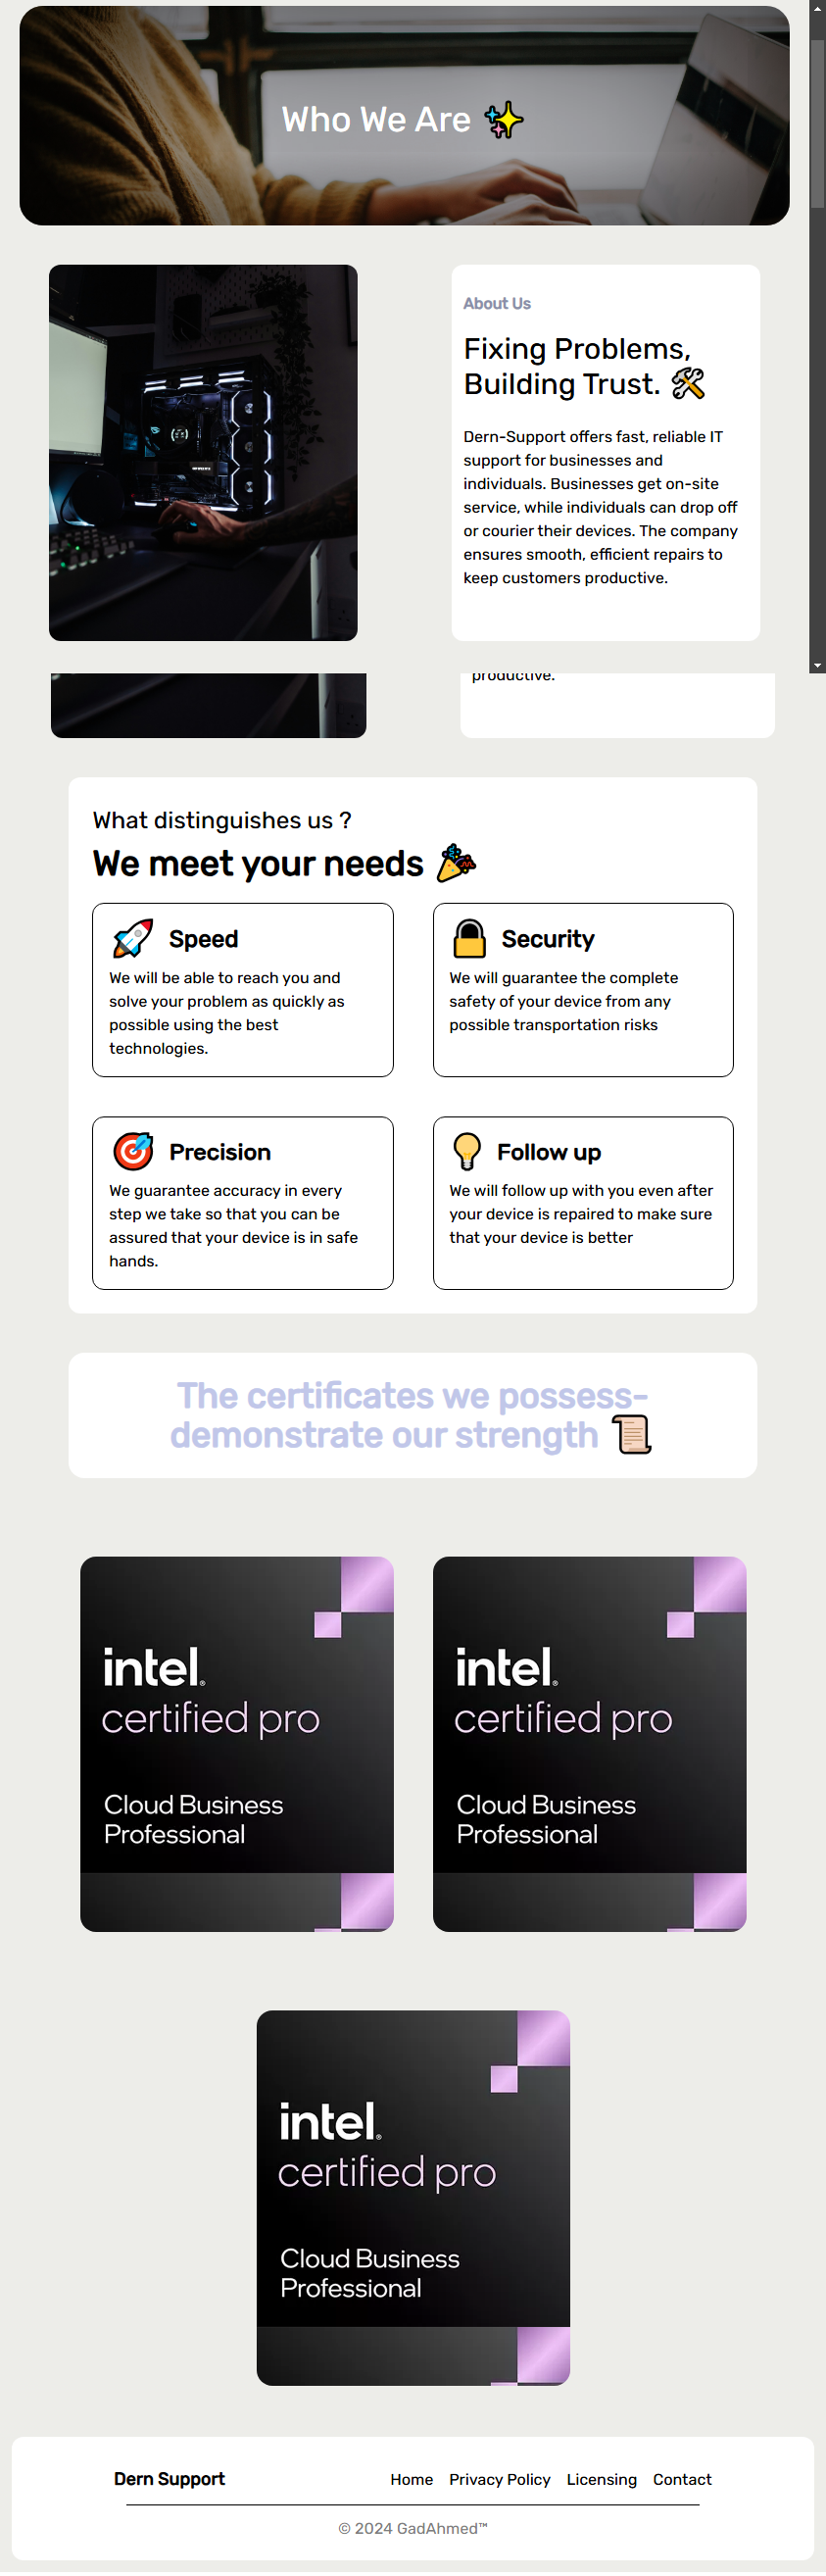 Who We Are ✨
About Us
Fixing Problems,
Building Trust. 🛠️
Dern-Support offers fast, reliable IT
support for businesses and
individuals. Businesses get on-site
service, while individuals can drop off
or courier their devices. The company
ensures smooth, efficient repairs to
keep customers productive.
productive.
What distinguishes us ?
We meet your needs 🎉
🚀 Speed
We will be able to reach you and
solve your problem as quickly as
possible using the best
technologies.
🔒 Security
We will guarantee the complete
safety of your device from any
possible transportation risks
🎯 Precision
We guarantee accuracy in every
step we take so that you can be
assured that your device is in safe
hands.
💡 Follow up
We will follow up with you even after
your device is repaired to make sure
that your device is better
The certificates we possess-
demonstrate our strength 📜
intel.
certified pro
Cloud Business
Professional
intel.
certified pro
Cloud Business
Professional
intel.
certified pro
Cloud Business
Professional
Dern Support
Home Privacy Policy Licensing Contact
© 2024 GadAhmed™